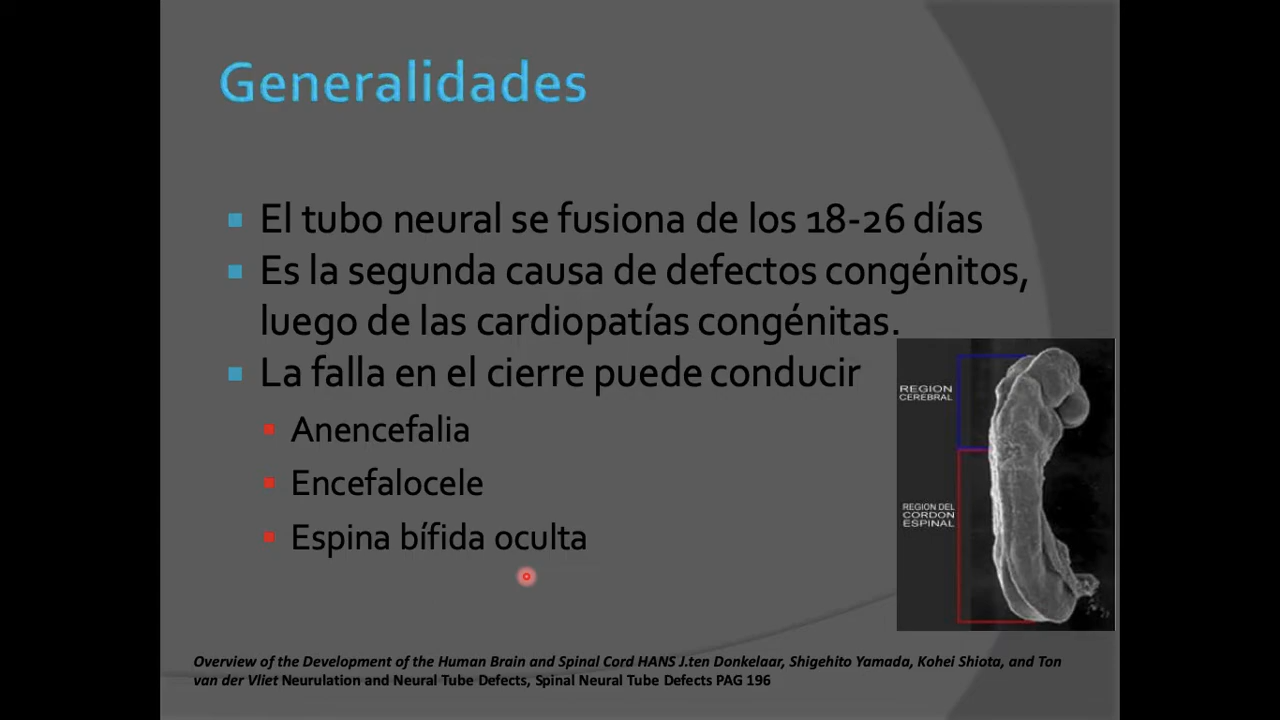 Generalidades
El tubo neural se fusiona de los 18-26 días
Es la segunda causa de defectos congénitos,
luego de las cardiopatías congénitas.
La falla en el cierre puede conducir
Anencefalia
Encefalocele
Espina bífida oculta
REGION
CEREBRAL
REGION DEL
CORDON
ESPINAL
Overview of the Development of the Human Brain and Spinal Cord HANS J.ten Donkelaar, Shigehito Yamada, Kohei Shiota, and Ton
van der Vliet Neurulation and Neural Tube Defects, Spinal Neural Tube Defects PAG 196